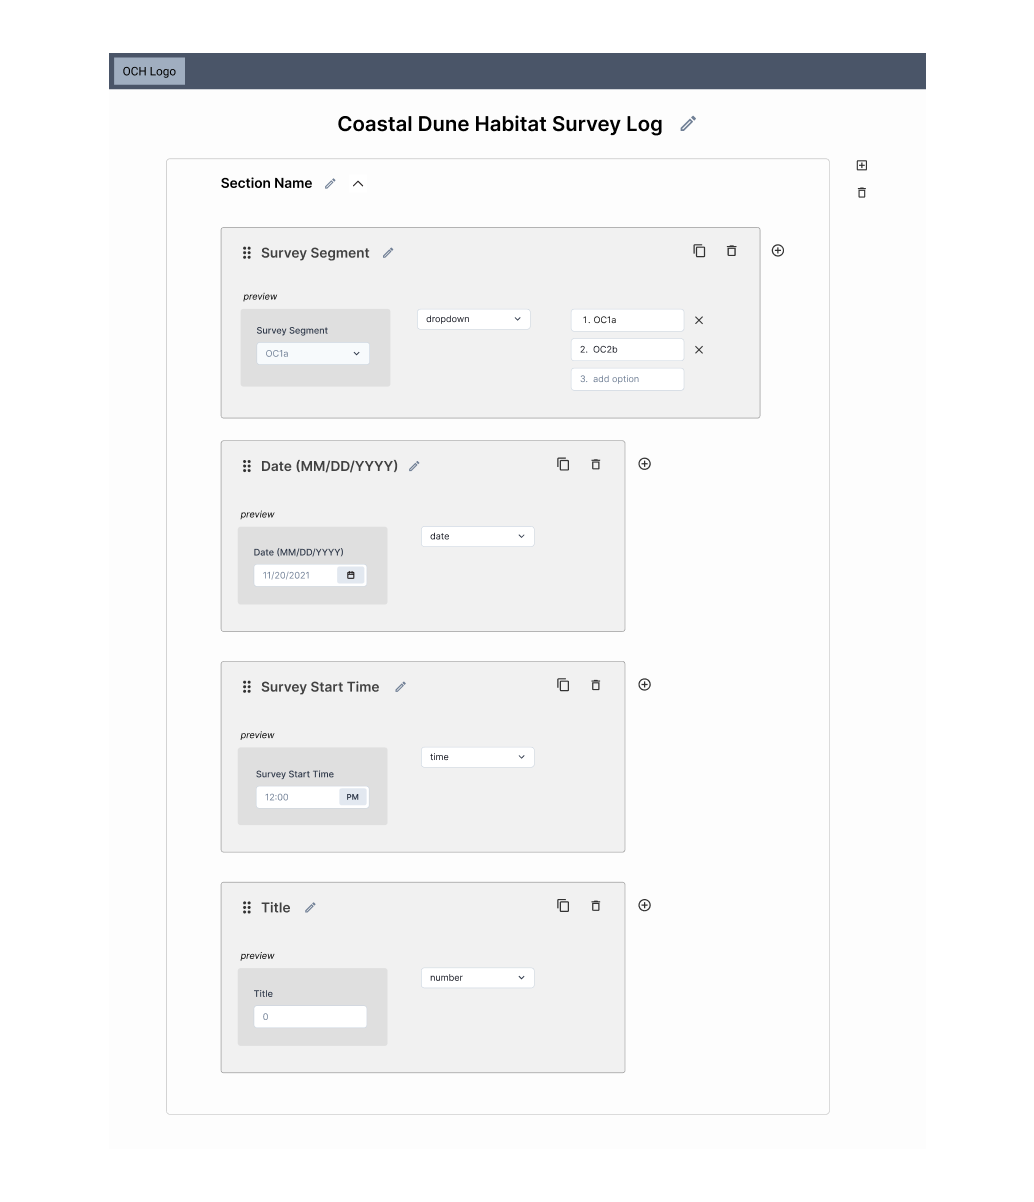 OCH Logo
Coastal Dune Habitat Survey Log
Section Name
Survey Segment
preview
Survey Segment
OC1a
dropdown
1. OC1a
2. OC2b
3. add option
Date (MM/DD/YYYY)
preview
Date (MM/DD/YYYY)
11/20/2021
date
Survey Start Time
preview
Survey Start Time
12:00 PM
time
Title
preview
Title
0
number